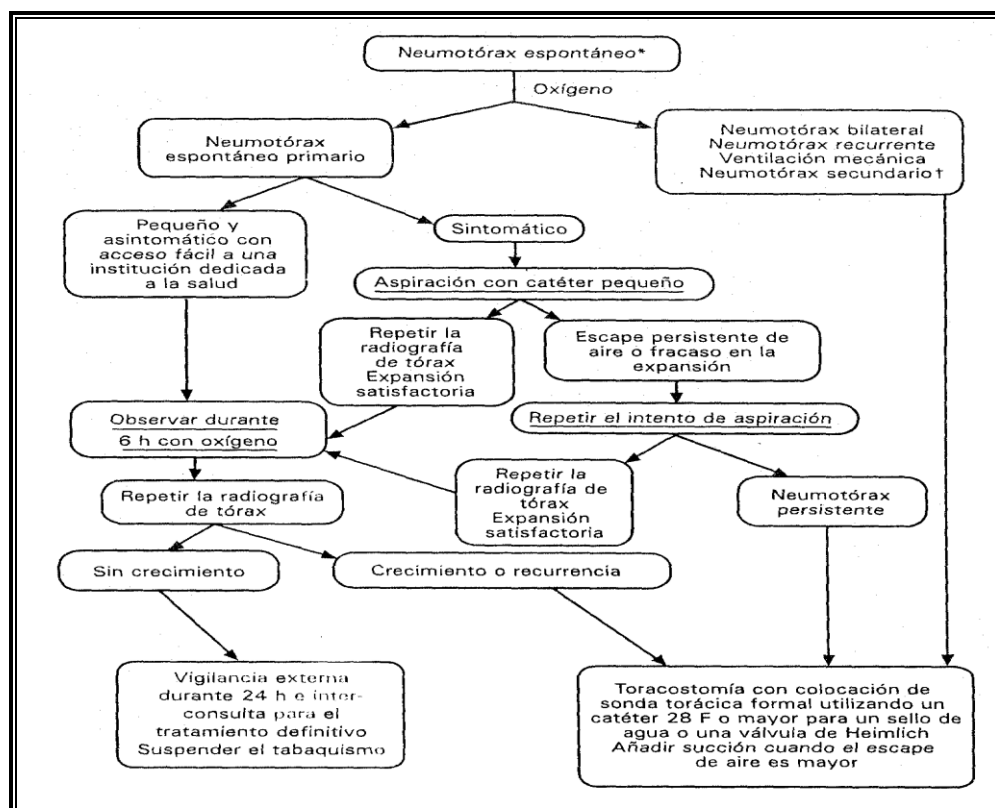 Neumotórax espontáneo*
Oxígeno
Neumotórax
espontáneo primario
Neumotórax bilateral
Neumotórax recurrente
Ventilación mecánica
Neumotórax secundario†
Pequeño y
asintomático con
acceso fácil a una
institución dedicada
a la salud
Sintomático
Aspiración con catéter pequeño
Repetir la
radiografía
de tórax
Expansión
satisfactoria
Escape persistente de
aire o fracaso en la
expansión
Observar durante
6 h con oxígeno
Repetir el intento de aspiración
Repetir la radiografía
de tórax
Repetir la
radiografía de
tórax
Expansión
satisfactoria
Neumotórax
persistente
Sin crecimiento
Crecimiento o recurrencia
Vigilancia externa
durante 24 h e inter-
consulta para el
tratamiento definitivo
Suspender el tabaquismo
Toracostomía con colocación de
sonda torácica formal utilizando un
catéter 28 F o mayor para un sello de
agua o una válvula de Heimlich
Añadir succión cuando el escape
de aire es mayor